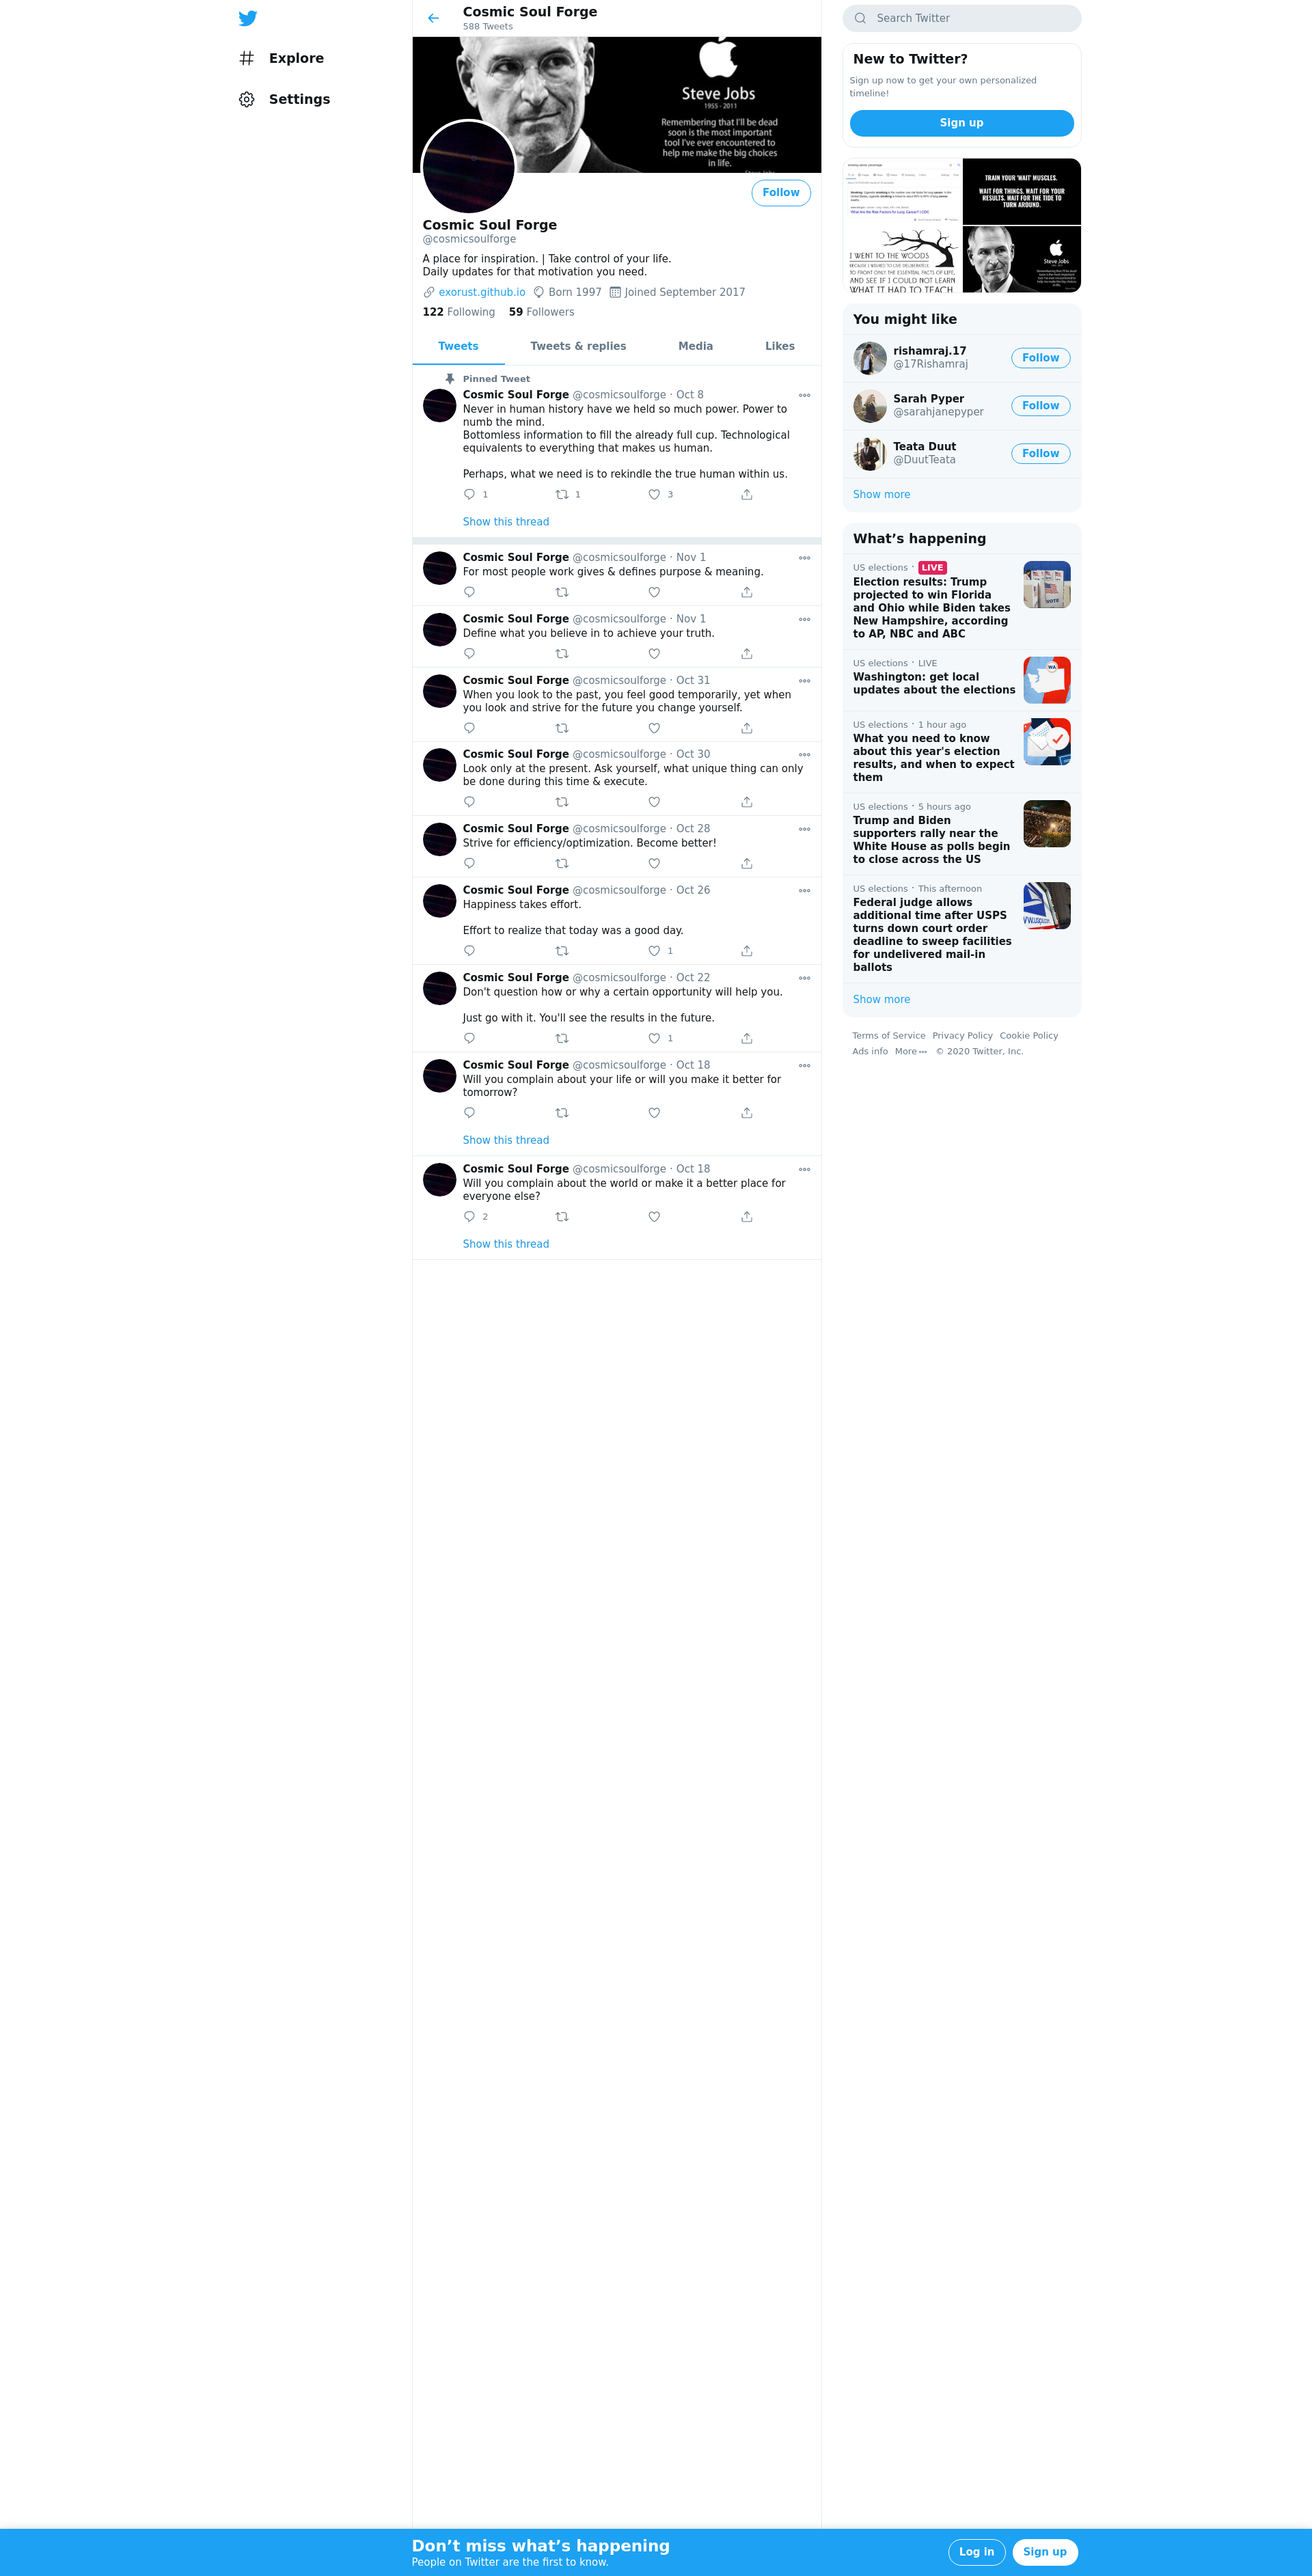 Explore
Settings
Cosmic Soul Forge
588 Tweets
Steve Jobs
1955 - 2011
Remembering that I'll be dead
soon is the most important
tool I've ever encountered to
help me make the big choices
in life.
Follow
Cosmic Soul Forge
@cosmicsoulforge
A place for inspiration. | Take control of your life.
Daily updates for that motivation you need.
exorust.github.io Born 1997 Joined September 2017
122 Following 59 Followers
Tweets Tweets & replies Media Likes
Pinned Tweet
Cosmic Soul Forge @cosmicsoulforge · Oct 8
Never in human history have we held so much power. Power to
numb the mind.
Bottomless information to fill the already full cup. Technological
equivalents to everything that makes us human.
Perhaps, what we need is to rekindle the true human within us.
1 1 3
Show this thread
Cosmic Soul Forge @cosmicsoulforge · Nov 1
For most people work gives & defines purpose & meaning.
Cosmic Soul Forge @cosmicsoulforge · Nov 1
Define what you believe in to achieve your truth.
Cosmic Soul Forge @cosmicsoulforge · Oct 31
When you look to the past, you feel good temporarily, yet when
you look and strive for the future you change yourself.
Cosmic Soul Forge @cosmicsoulforge · Oct 30
Look only at the present. Ask yourself, what unique thing can only
be done during this time & execute.
Cosmic Soul Forge @cosmicsoulforge · Oct 28
Strive for efficiency/optimization. Become better!
Cosmic Soul Forge @cosmicsoulforge · Oct 26
Happiness takes effort.
Effort to realize that today was a good day.
1
Cosmic Soul Forge @cosmicsoulforge · Oct 22
Don't question how or why a certain opportunity will help you.
Just go with it. You'll see the results in the future.
1
Cosmic Soul Forge @cosmicsoulforge · Oct 18
Will you complain about your life or will you make it better for
tomorrow?
Show this thread
Cosmic Soul Forge @cosmicsoulforge · Oct 18
Will you complain about the world or make it a better place for
everyone else?
2
Show this thread
Search Twitter
New to Twitter?
Sign up now to get your own personalized
timeline!
Sign up
What Are the Risk Factors for Lung Cancer? | CDC
TRAIN YOUR 'WAIT' MUSCLES.
WAIT FOR THINGS. WAIT FOR YOUR
RESULTS. WAIT FOR THE TIDE TO
TURN AROUND.
I WENT TO THE WOODS
BECAUSE I WISHED TO LIVE DELIBERATELY
TO FRONT ONLY THE ESSENTIAL FACTS OF LIFE,
AND SEE IF I COULD NOT LEARN
WHAT IT HAD TO TEACH
Steve Jobs
You might like
rishamraj.17
@17Rishamraj
Follow
Sarah Pyper
@sarahjanepyper
Follow
Teata Duut
@DuutTeata
Follow
Show more
What's happening
US elections · LIVE
Election results: Trump
projected to win Florida
and Ohio while Biden takes
New Hampshire, according
to AP, NBC and ABC
VOTE
US elections · LIVE
Washington: get local
updates about the elections
WA
US elections · 1 hour ago
What you need to know
about this year's election
results, and when to expect
them
US elections · 5 hours ago
Trump and Biden
supporters rally near the
White House as polls begin
to close across the US
US elections · This afternoon
Federal judge allows
additional time after USPS
turns down court order
deadline to sweep facilities
for undelivered mail-in
ballots
Show more
Terms of Service Privacy Policy Cookie Policy
Ads info More © 2020 Twitter, Inc.
Don't miss what's happening
People on Twitter are the first to know.
Log in
Sign up